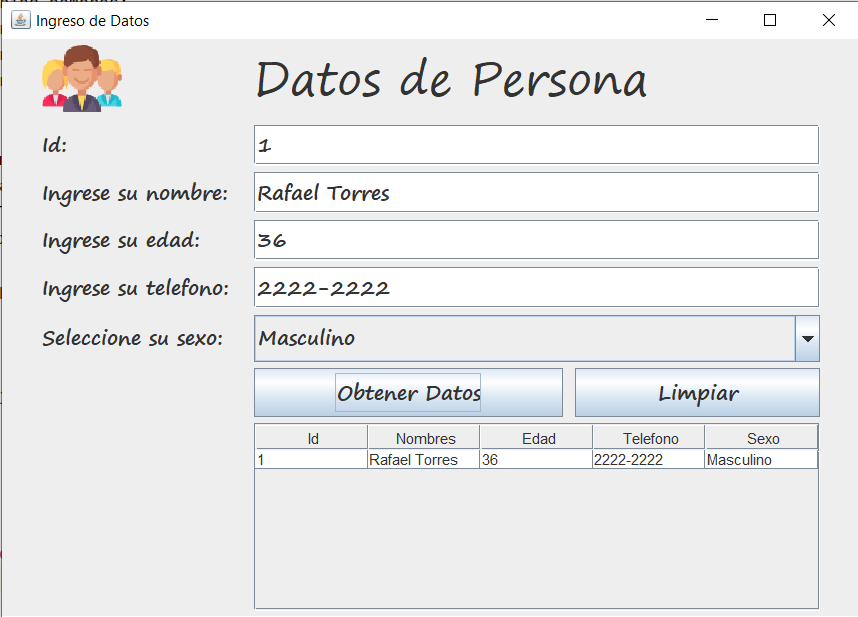 Ingreso de Datos
Datos de Persona
Id: 1
Ingrese su nombre: Rafael Torres
Ingrese su edad: 36
Ingrese su telefono: 2222-2222
Seleccione su sexo: Masculino
Obtener Datos Limpiar
Id Nombres Edad Telefono Sexo
1 Rafael Torres 36 2222-2222 Masculino